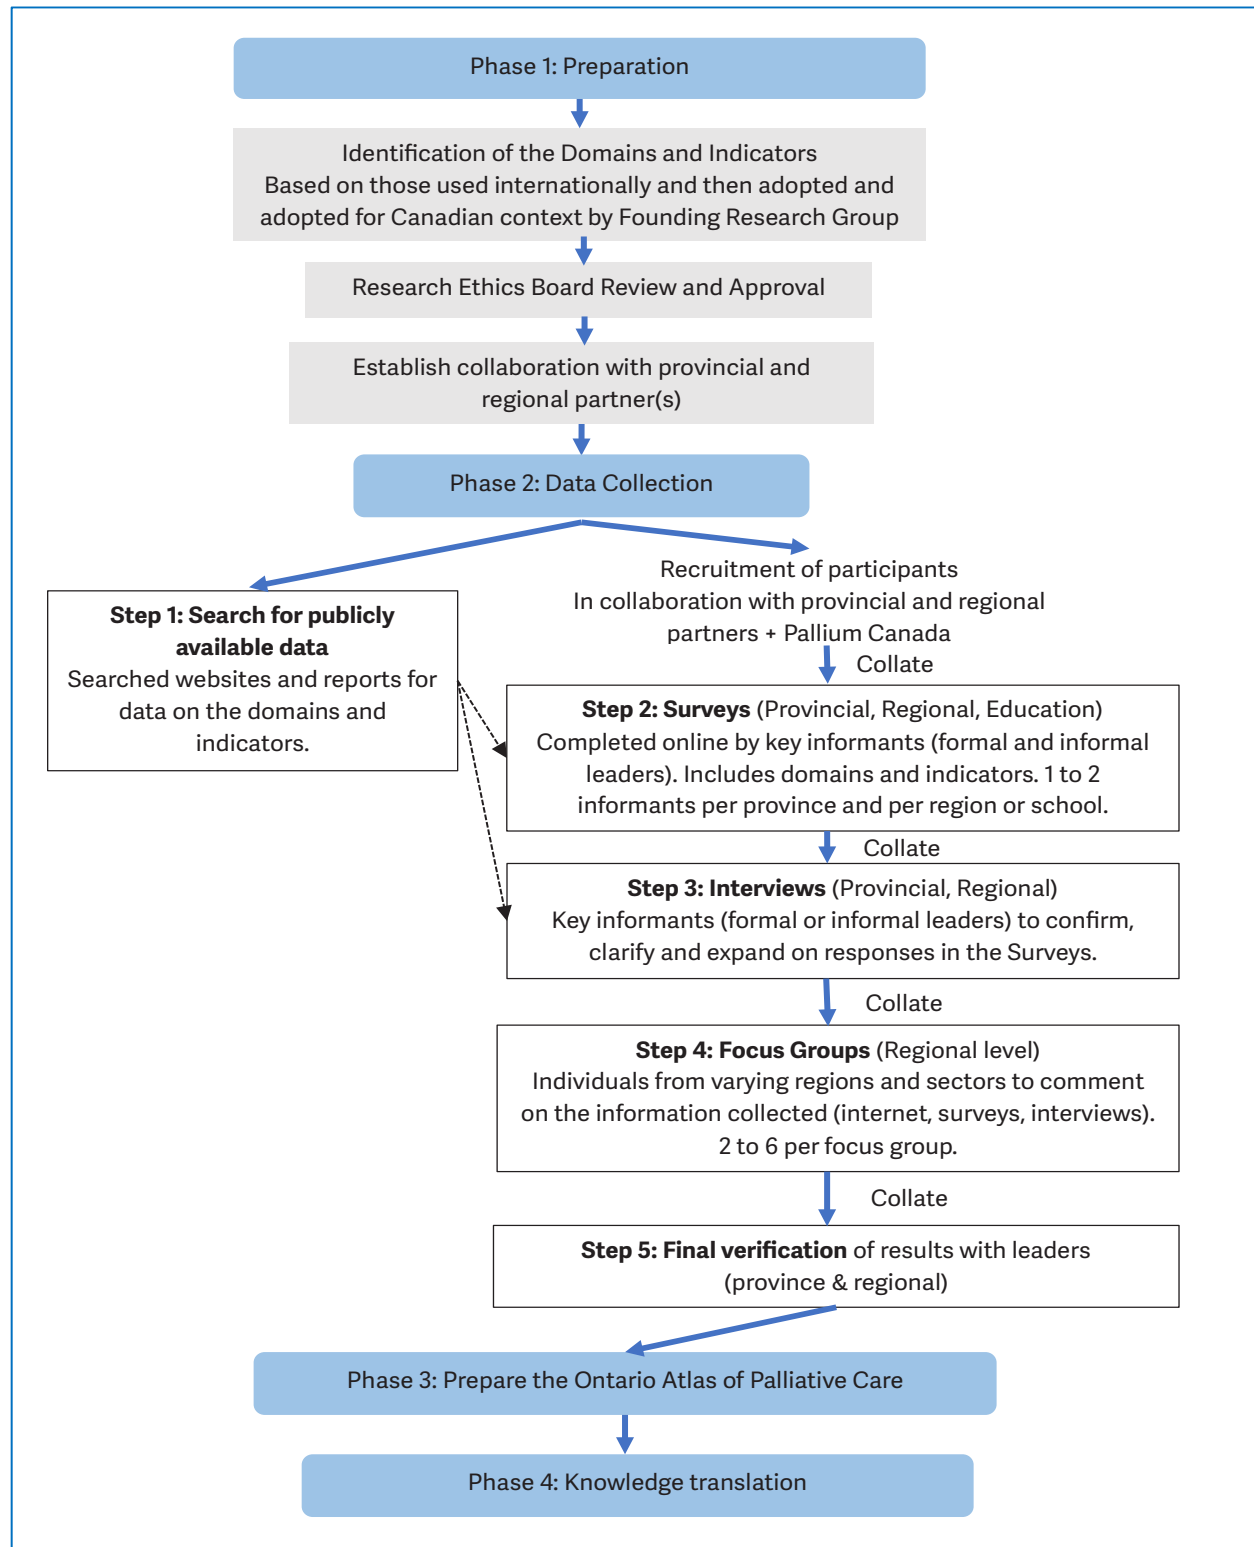 Phase 1: Preparation
Identification of the Domains and Indicators
Based on those used internationally and then adopted and
adopted for Canadian context by Founding Research Group
Research Ethics Board Review and Approval
Establish collaboration with provincial and
regional partner(s)
Phase 2: Data Collection
Step 1: Search for publicly
available data
Searched websites and reports for
data on the domains and
indicators.
Recruitment of participants
In collaboration with provincial and regional
partners + Pallium Canada
Collate
Step 2: Surveys (Provincial, Regional, Education)
Completed online by key informants (formal and informal
leaders). Includes domains and indicators. 1 to 2
informants per province and per region or school.
Collate
Step 3: Interviews (Provincial, Regional)
Key informants (formal or informal leaders) to confirm,
clarify and expand on responses in the Surveys.
Collate
Step 4: Focus Groups (Regional level)
Individuals from varying regions and sectors to comment
on the information collected (internet, surveys, interviews).
2 to 6 per focus group.
Collate
Step 5: Final verification of results with leaders
(province & regional)
Phase 3: Prepare the Ontario Atlas of Palliative Care
Phase 4: Knowledge translation